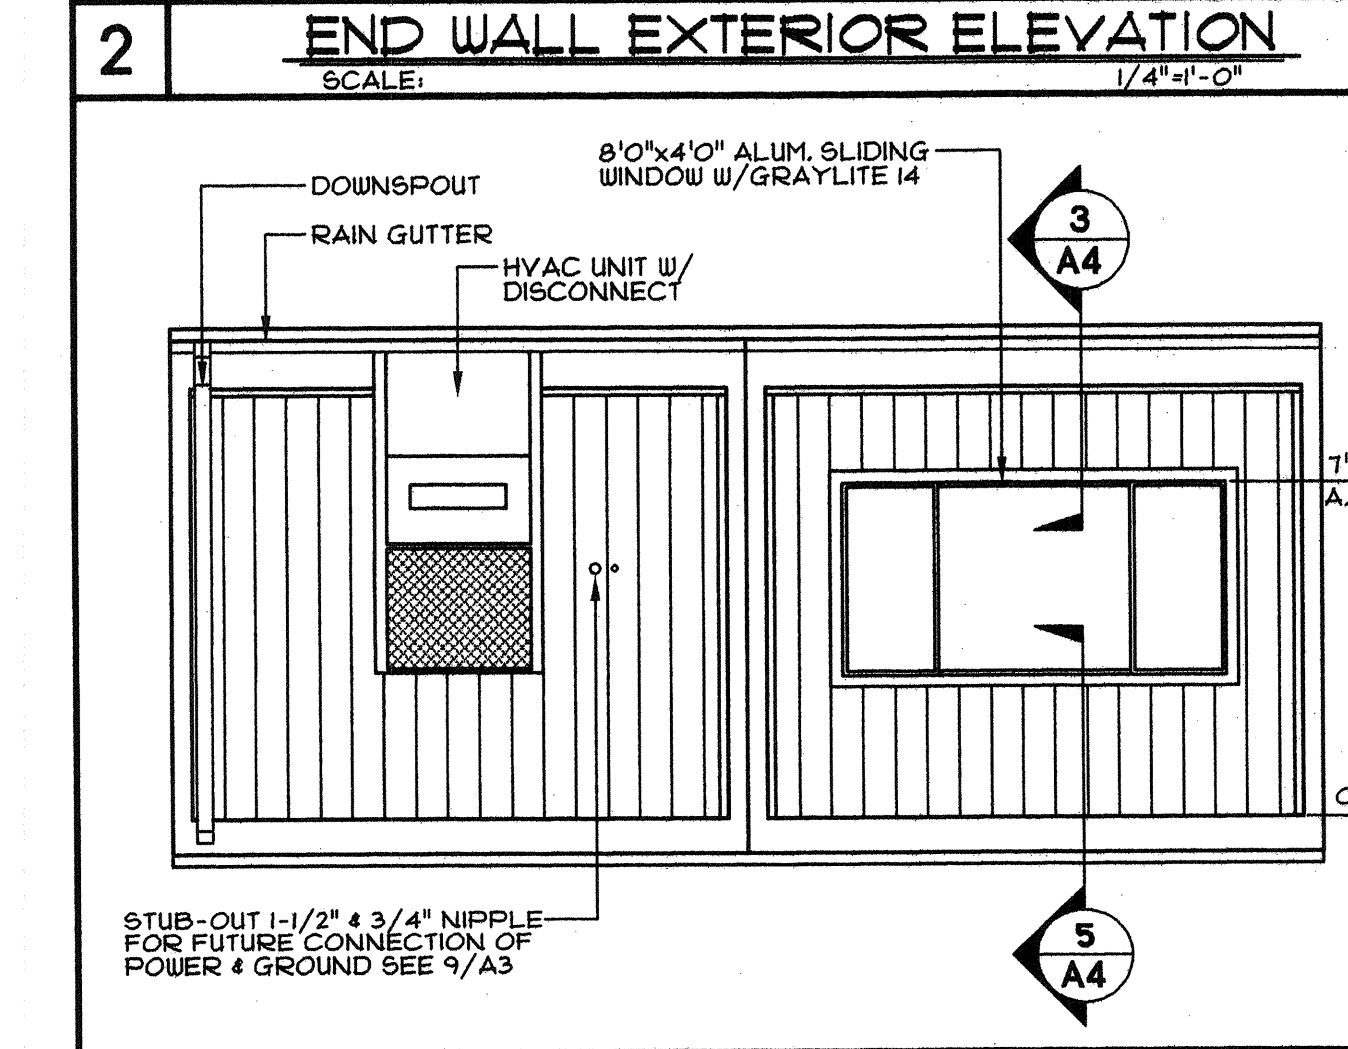 2
END WALL EXTERIOR ELEVATION
SCALE: 1/4"=1'-0"
8'0"x4'0" ALUM. SLIDING
WINDOW W/GRAYLITE 14
DOWNSPOUT
RAIN GUTTER
HVAC UNIT W/
DISCONNECT
3
A4
7'
A.
STUB-OUT 1-1/2" & 3/4" NIPPLE
FOR FUTURE CONNECTION OF
POWER & GROUND SEE 9/A3
5
A4